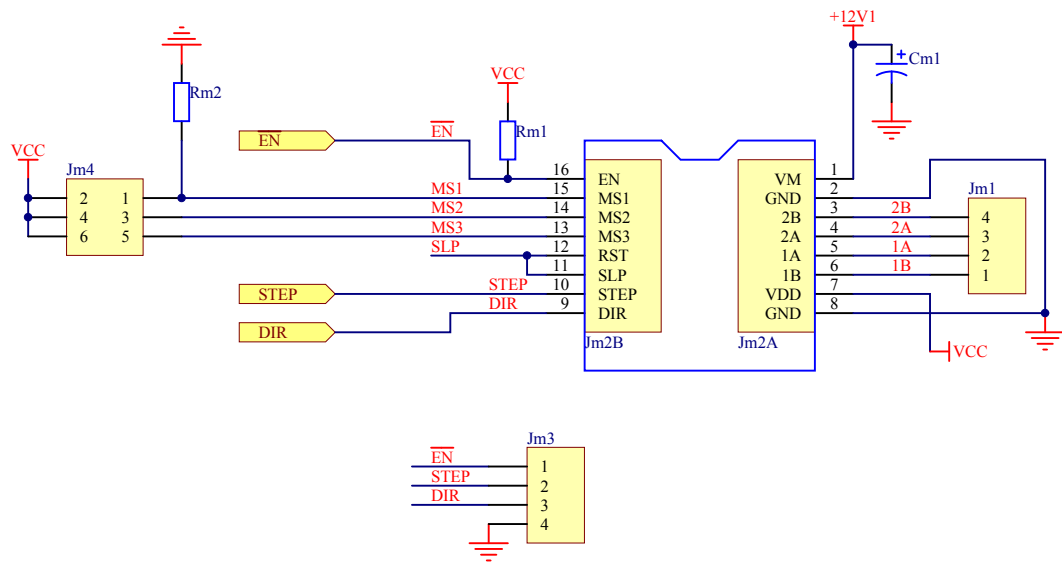 +12V1
Cm1
VCC
Rm2
Rm1
EN
EN
VCC
Jm4
2 1
4 3
6 5
MS1
MS2
MS3
SLP
STEP
STEP
DIR
DIR
16 EN
15 MS1
14 MS2
13 MS3
12 RST
11 SLP
10 STEP
9 DIR
Jm2B
VM 1
GND 2
2B 3
2A 4
1A 5
1B 6
VDD 7
GND 8
Jm2A
2B
2A
1A
1B
Jm1
4
3
2
1
VCC
Jm3
EN 1
STEP 2
DIR 3
4